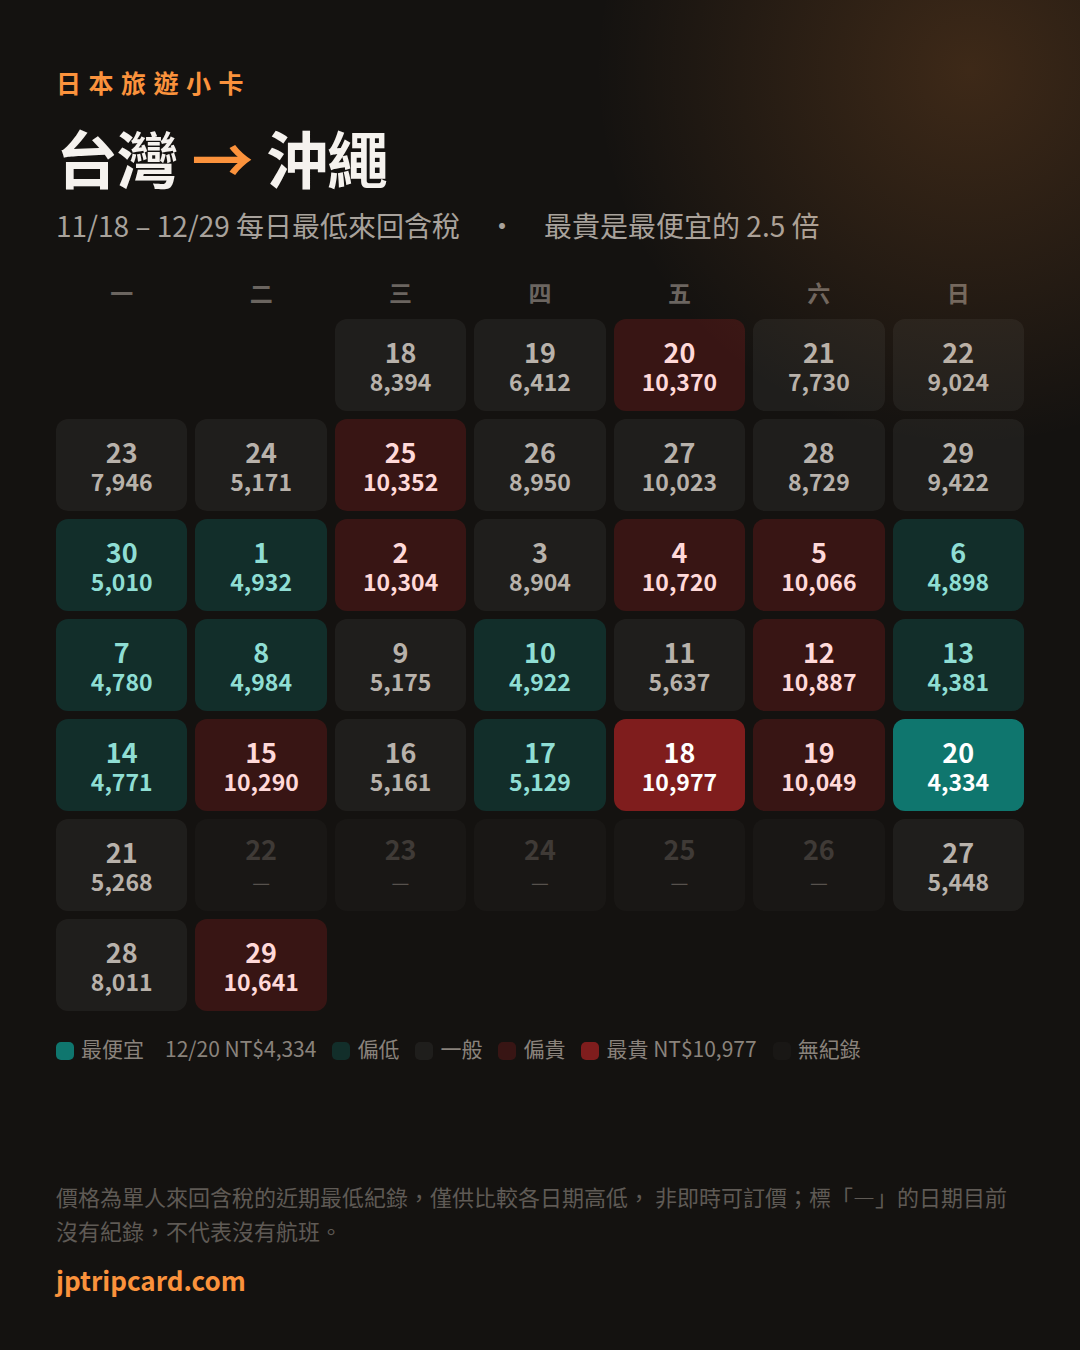 日本旅遊小卡
台灣 → 沖繩
11/18 – 12/29 每日最低來回含稅 ・ 最貴是最便宜的 2.5 倍
一 二 三 四 五 六 日
18 19 20 21 22
8,394 6,412 10,370 7,730 9,024
23 24 25 26 27 28 29
7,946 5,171 10,352 8,950 10,023 8,729 9,422
30 1 2 3 4 5 6
5,010 4,932 10,304 8,904 10,720 10,066 4,898
7 8 9 10 11 12 13
4,780 4,984 5,175 4,922 5,637 10,887 4,381
14 15 16 17 18 19 20
4,771 10,290 5,161 5,129 10,977 10,049 4,334
21 22 23 24 25 26 27
5,268 — — — — — 5,448
28 29
8,011 10,641
最便宜 12/20 NT$4,334 偏低 一般 偏貴 最貴 NT$10,977 無紀錄
價格為單人來回含稅的近期最低紀錄，僅供比較各日期高低， 非即時可訂價；標「—」的日期目前
沒有紀錄，不代表沒有航班。
jptripcard.com